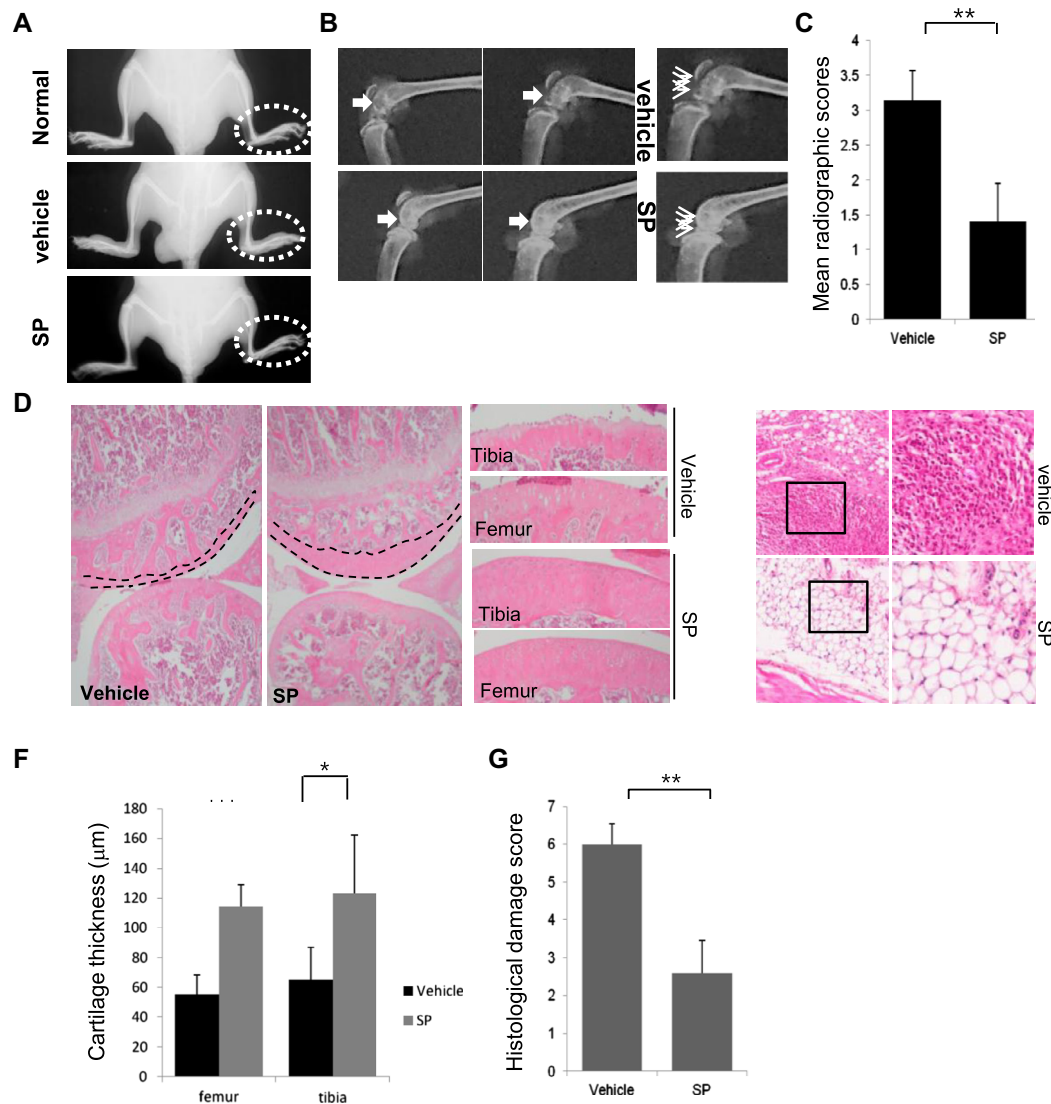 A
Normal
vehicle
SP
B
vehicle
SP
C
**
Mean radiographic scores
4
3.5
3
2.5
2
1.5
1
0.5
0
Vehicle
SP
D
Vehicle
SP
Tibia
Femur
Vehicle
Tibia
Femur
SP
vehicle
SP
F
*
Cartilage thickness (μm)
180
160
140
120
100
80
60
40
20
0
femur
tibia
Vehicle
SP
G
**
Histological damage score
7
6
5
4
3
2
1
0
Vehicle
SP